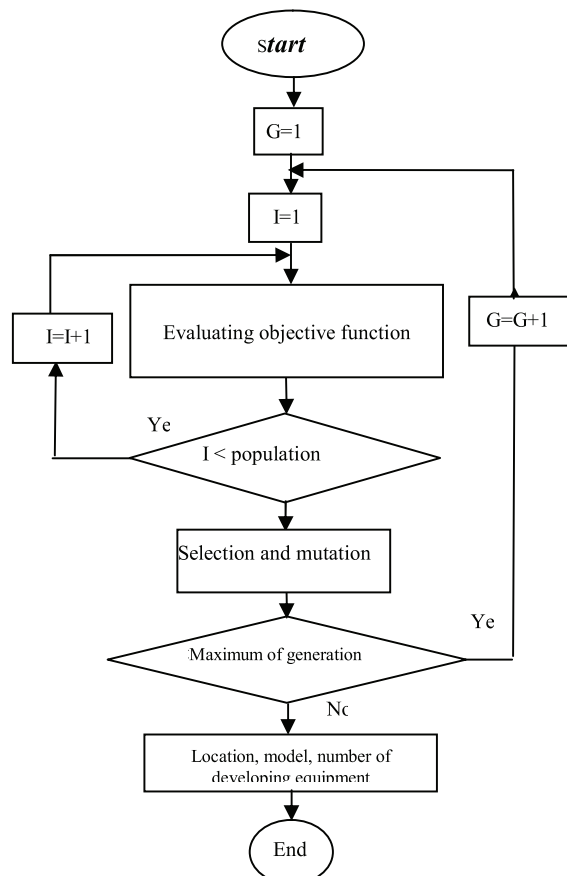 Start
G=1
I=1
I=I+1
Evaluating objective function
G=G+1
Ye
I < population
Selection and mutation
Ye
Maximum of generation
No
Location, model, number of
developing equipment
End